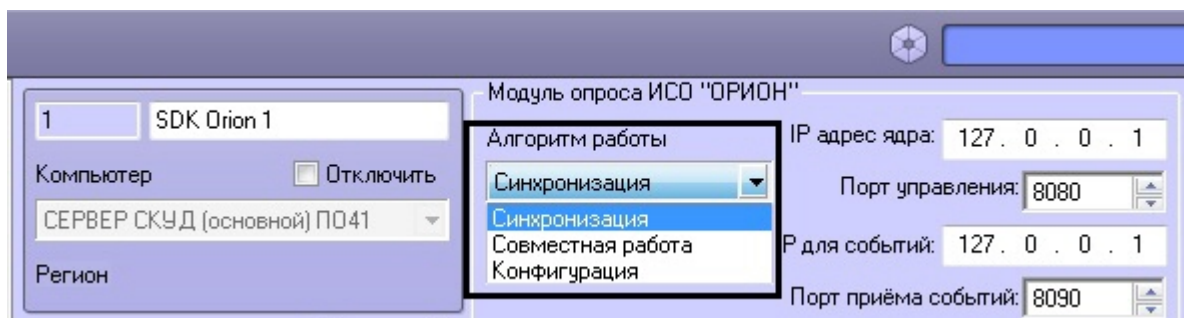 1
SDK Orion 1
Компьютер
Отключить
СЕРВЕР СКУД (основной) ПО41
Регион
Модуль опроса ИСО "ОРИОН"
Алгоритм работы
Синхронизация
Синхронизация
Совместная работа
Конфигурация
IP адрес ядра: 127 . 0 . 0 . 1
Порт управления: 8080
P для событий: 127 . 0 . 0 . 1
Порт приёма событий: 8090